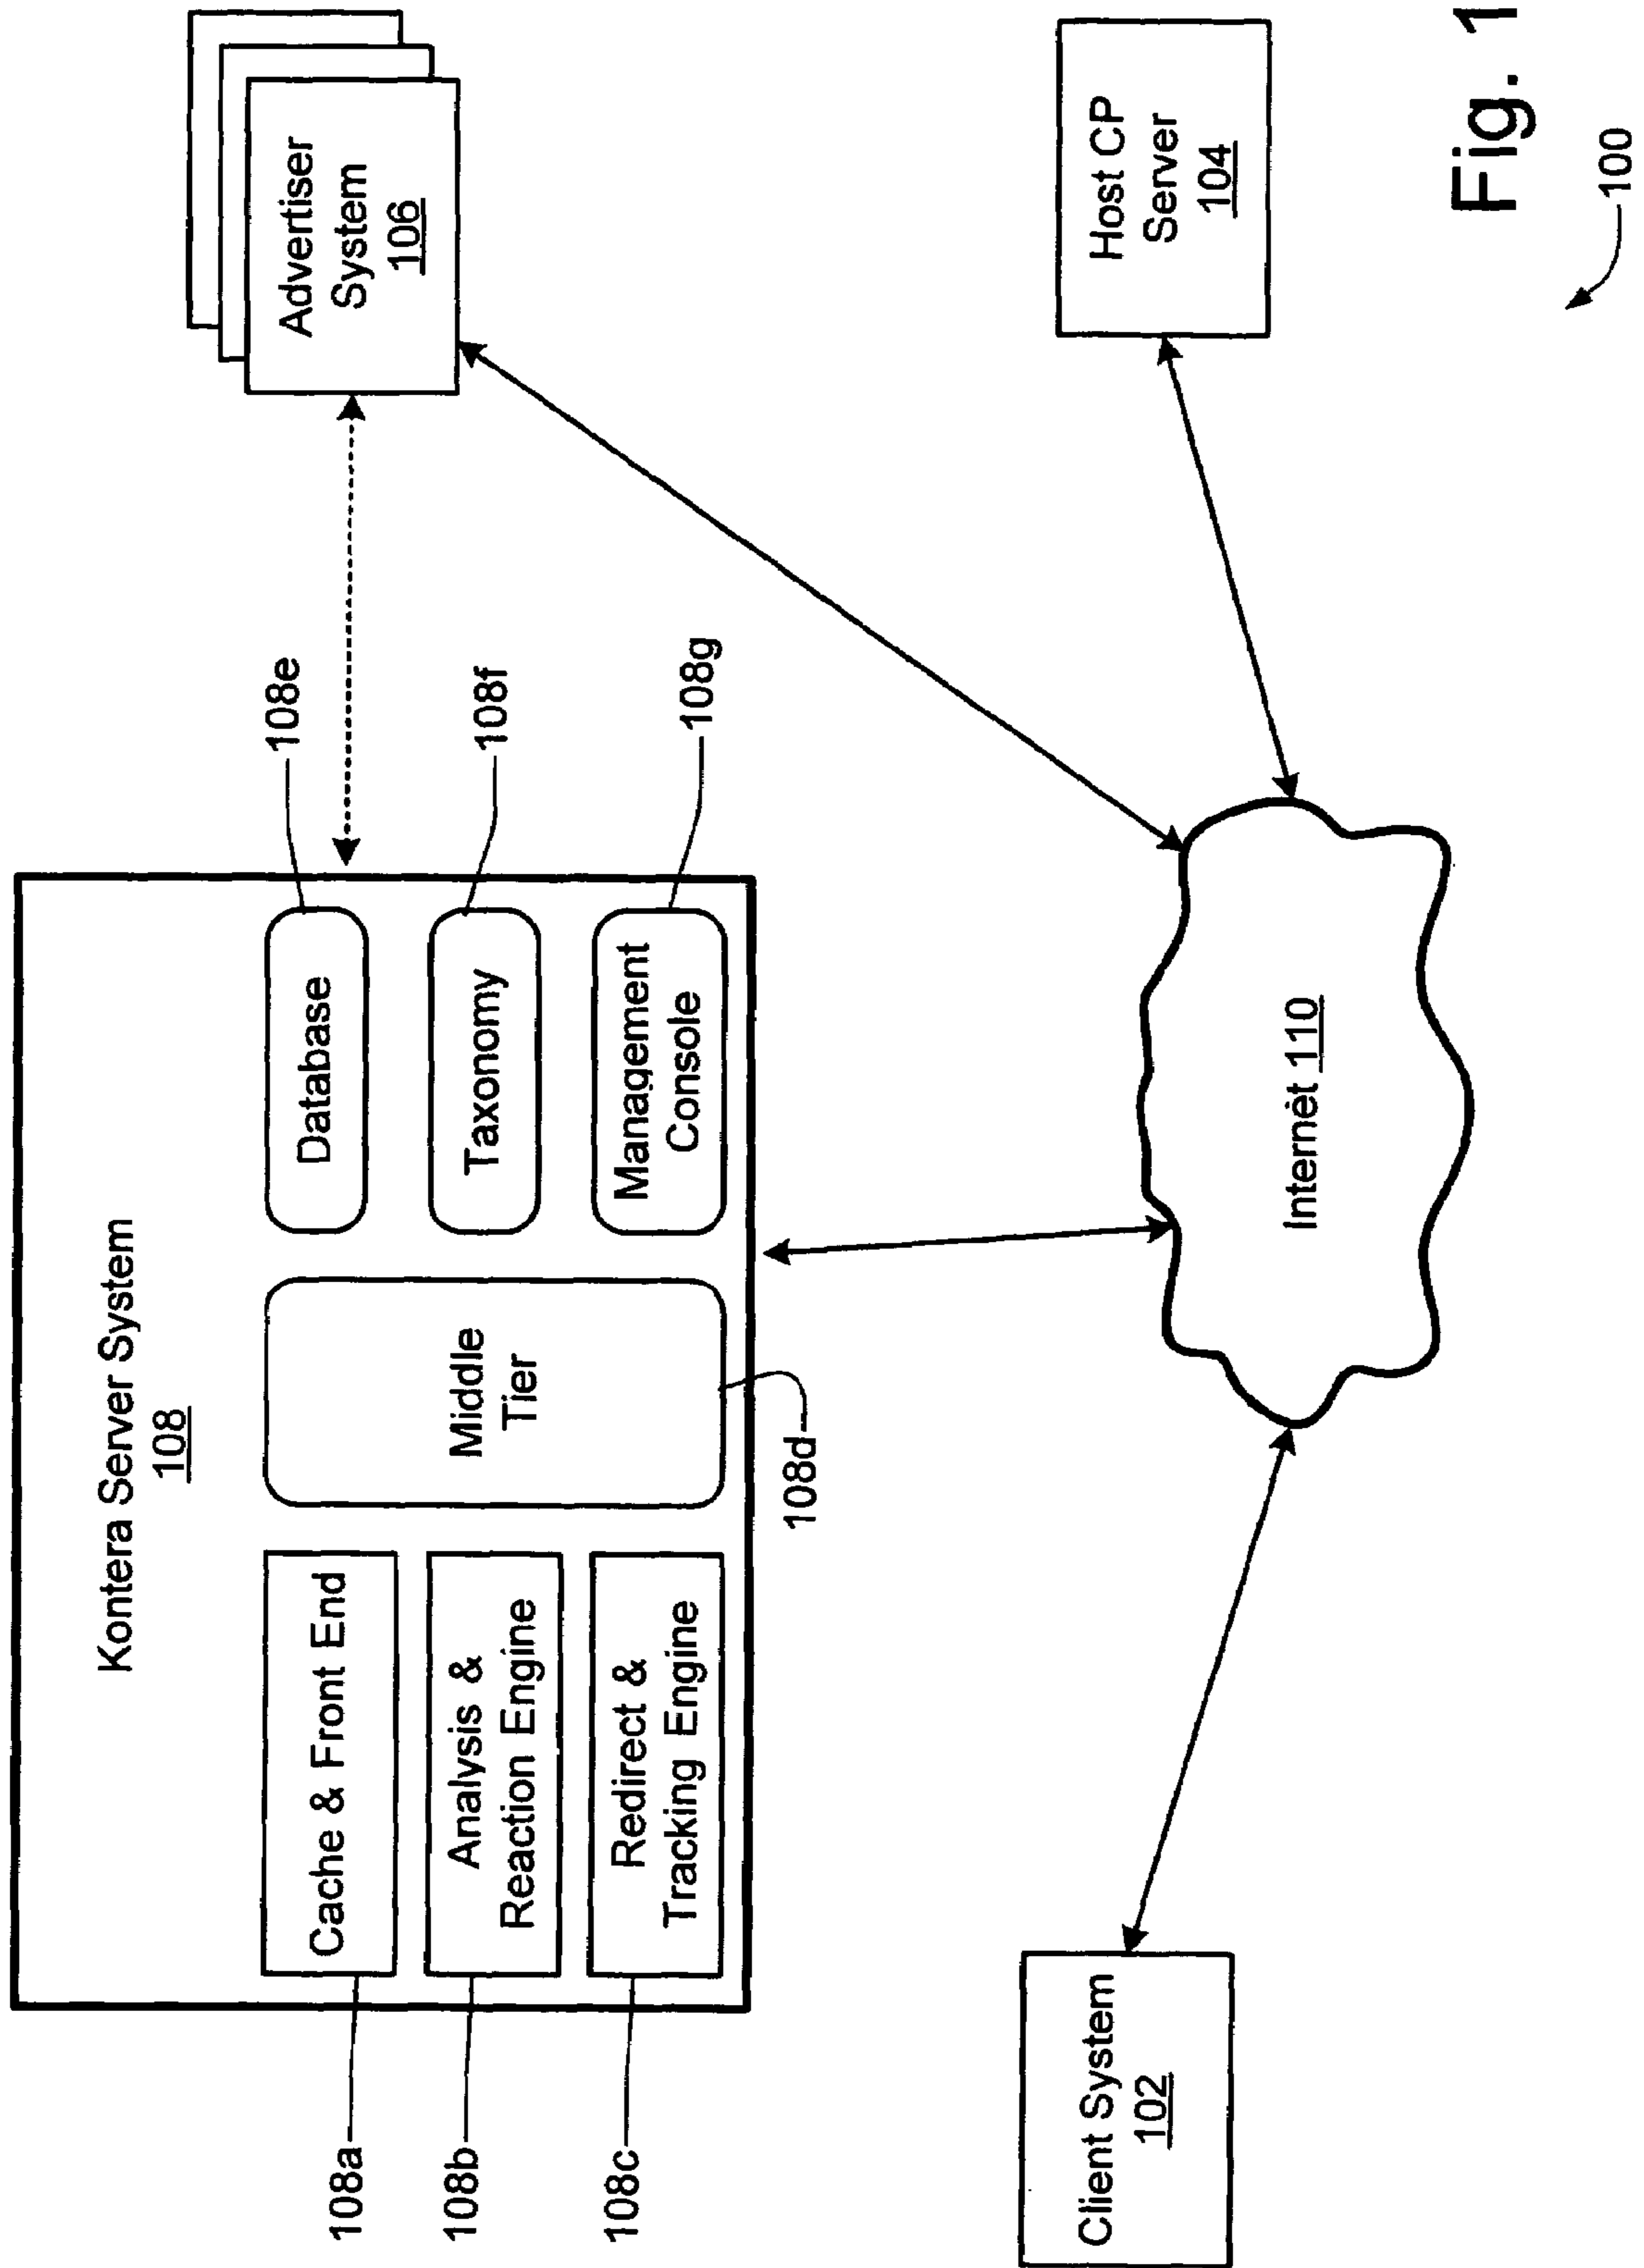 Kontera Server System
108
Cache & Front End
Analysis &
Reaction Engine
Redirect &
Tracking Engine
Middle
Tier
Database
Taxonomy
Management
Console
108a
108b
108c
108d
108e
108f
108g
Advertiser
System
106
Client System
102
Internet 110
Host CP
Server
104
Fig. 1
100